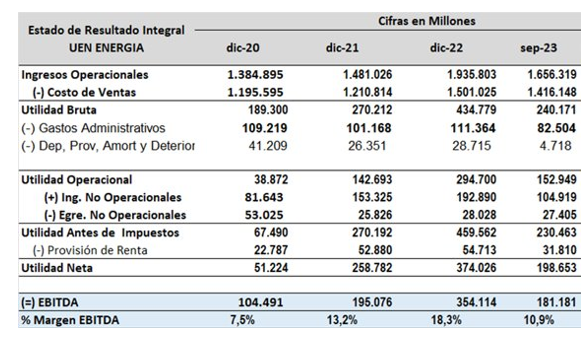 Estado de Resultado Integral
UEN ENERGIA
Cifras en Millones
dic-20 dic-21 dic-22 sep-23
Ingresos Operacionales 1.384.895 1.481.026 1.935.803 1.656.319
(-) Costo de Ventas 1.195.595 1.210.814 1.501.025 1.416.148
Utilidad Bruta 189.300 270.212 434.779 240.171
(-) Gastos Administrativos 109.219 101.168 111.364 82.504
(-) Dep, Prov, Amort y Deterior 41.209 26.351 28.715 4.718
Utilidad Operacional 38.872 142.693 294.700 152.949
(+) Ing. No Operacionales 81.643 153.325 192.890 104.919
(-) Egre. No Operacionales 53.025 25.826 28.028 27.405
Utilidad Antes de Impuestos 67.490 270.192 459.562 230.463
(-) Provisión de Renta 22.787 52.880 54.713 31.810
Utilidad Neta 51.224 258.782 374.026 198.653
(=) EBITDA 104.491 195.076 354.114 181.181
% Margen EBITDA 7,5% 13,2% 18,3% 10,9%